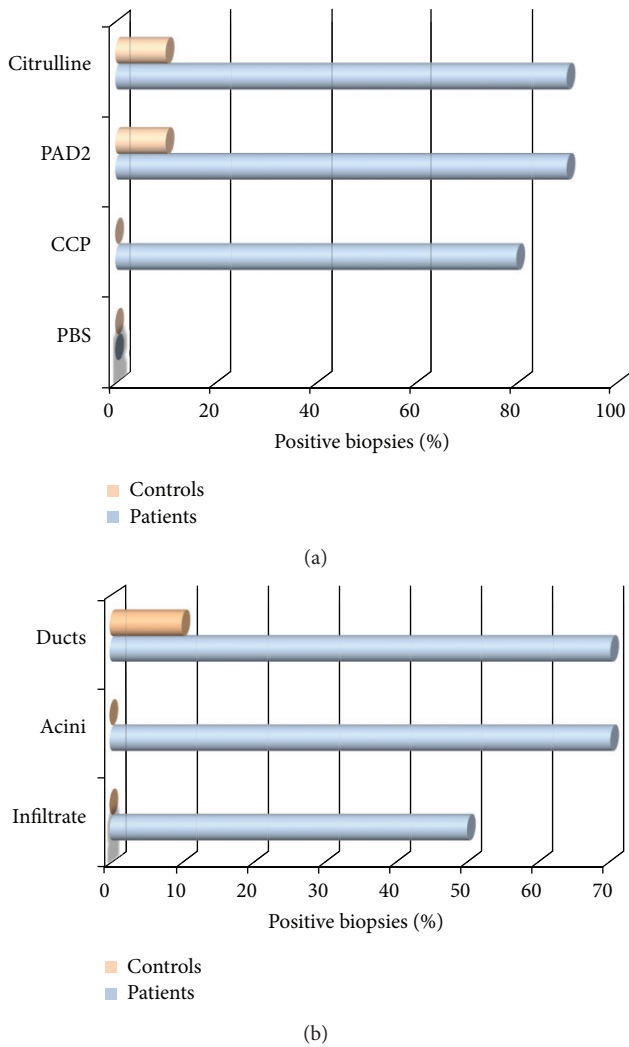 Citrulline
PAD2
CCP
PBS
0 20 40 60 80 100
Positive biopsies (%)
Controls
Patients
(a)
Ducts
Acini
Infiltrate
0 10 20 30 40 50 60 70
Positive biopsies (%)
Controls
Patients
(b)